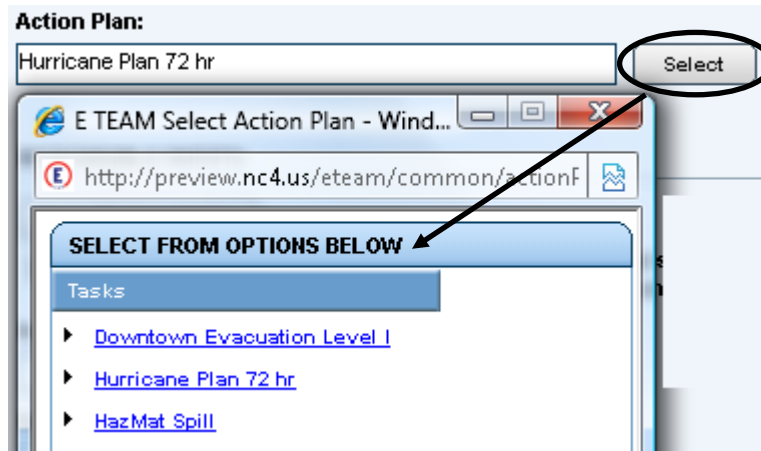 Action Plan:
Hurricane Plan 72 hr
Select
E TEAM Select Action Plan - Wind...
http://preview.nc4.us/eteam/common/actionF
SELECT FROM OPTIONS BELOW
Tasks
Downtown Evacuation Level I
Hurricane Plan 72 hr
HazMat Spill